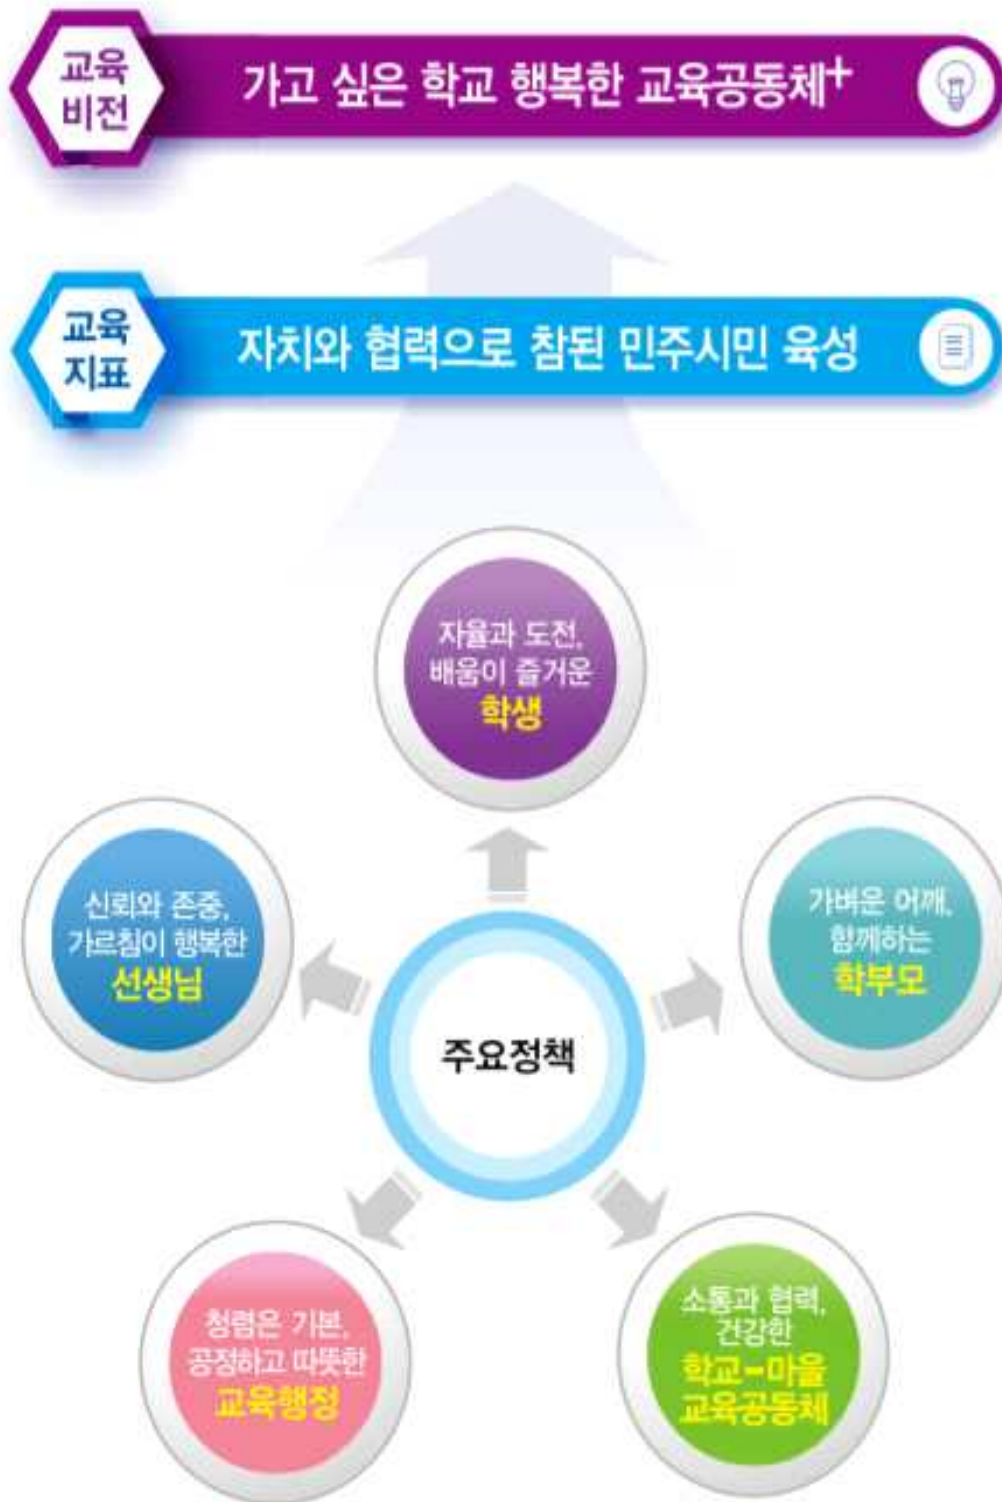 교육
비전
가고 싶은 학교 행복한 교육공동체+
교육
지표
자치와 협력으로 참된 민주시민 육성
자율과 도전,
배움이 즐거운
학생
신뢰와 존중,
가르침이 행복한
선생님
가벼운 어깨,
함께하는
학부모
주요정책
청렴은 기본,
공정하고 따뜻한
교육행정
소통과 협력,
건강한
학교-마을
교육공동체